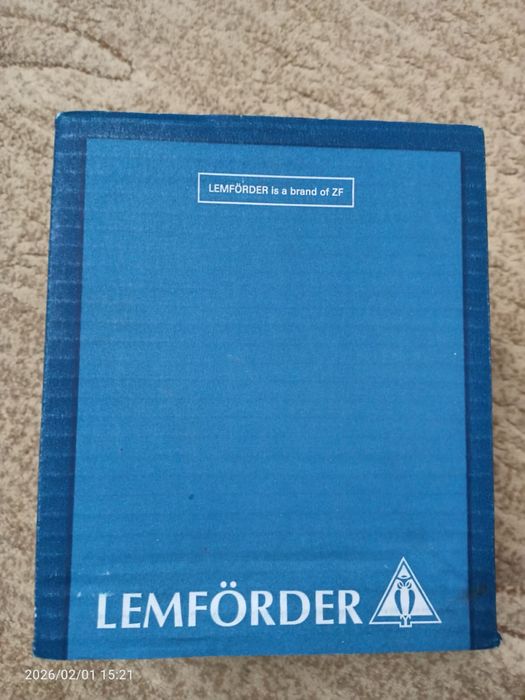 LEMFÖRDER is a brand of ZF
LEMFÖRDER
2026/02/01 15:21